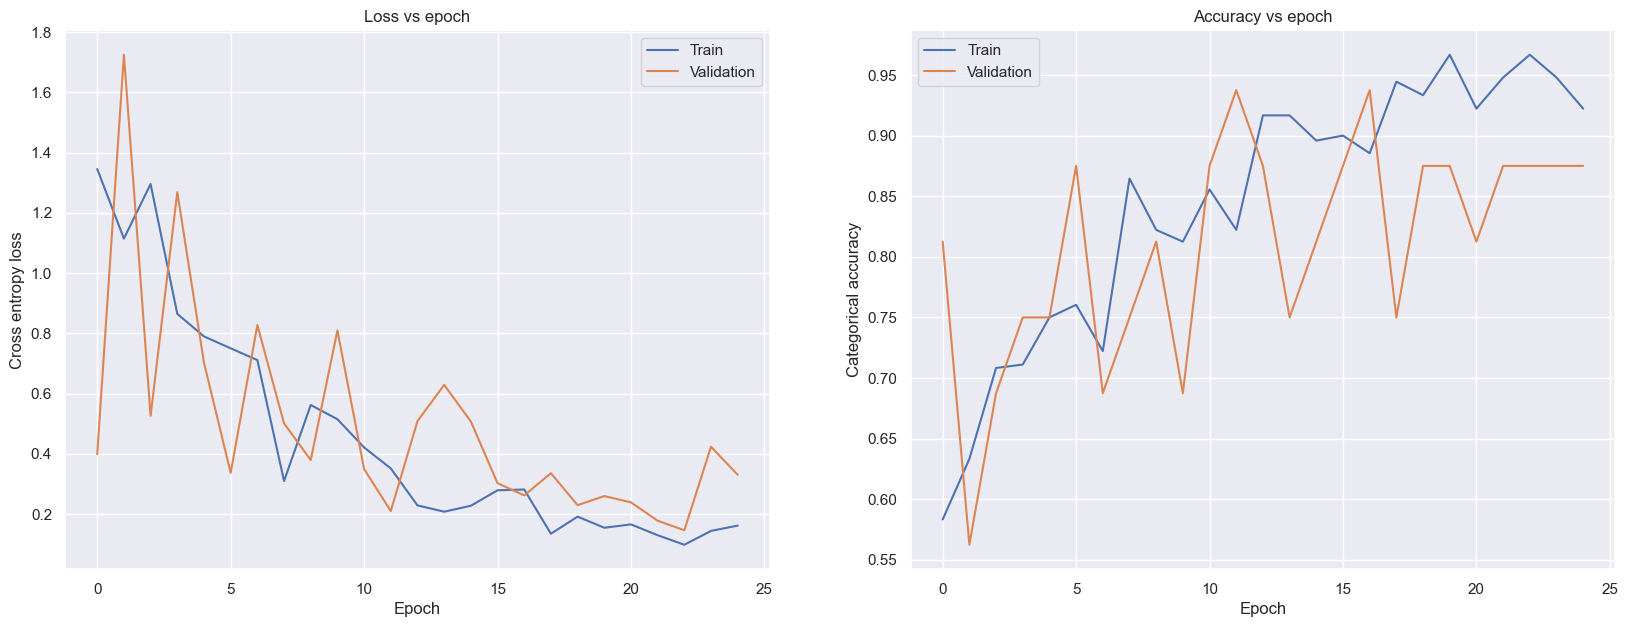 Loss vs epoch
1.8
1.6
1.4
1.2
1.0
0.8
0.6
0.4
0.2
Cross entropy loss
0 5 10 15 20 25
Epoch
Train
Validation
Accuracy vs epoch
0.95
0.90
0.85
0.80
0.75
0.70
0.65
0.60
0.55
Categorical accuracy
0 5 10 15 20 25
Epoch
Train
Validation